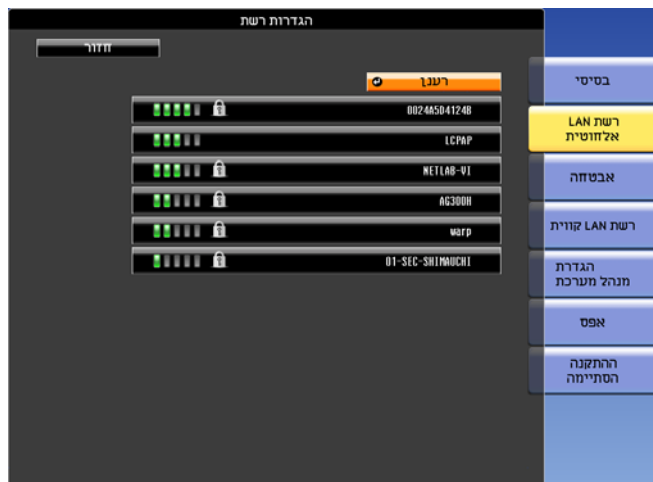 הגדרות רשת
חזור
רענן
0024A5D4124B
LCPAP
NETLAB-VI
AG300H
warp
01-SEC-SHIMAUCHI
בסיסי
רשת LAN
אלחוטית
אבטחה
רשת LAN קווית
הגדרת
מנהל מערכת
אפס
ההתקנה
הסתיימה